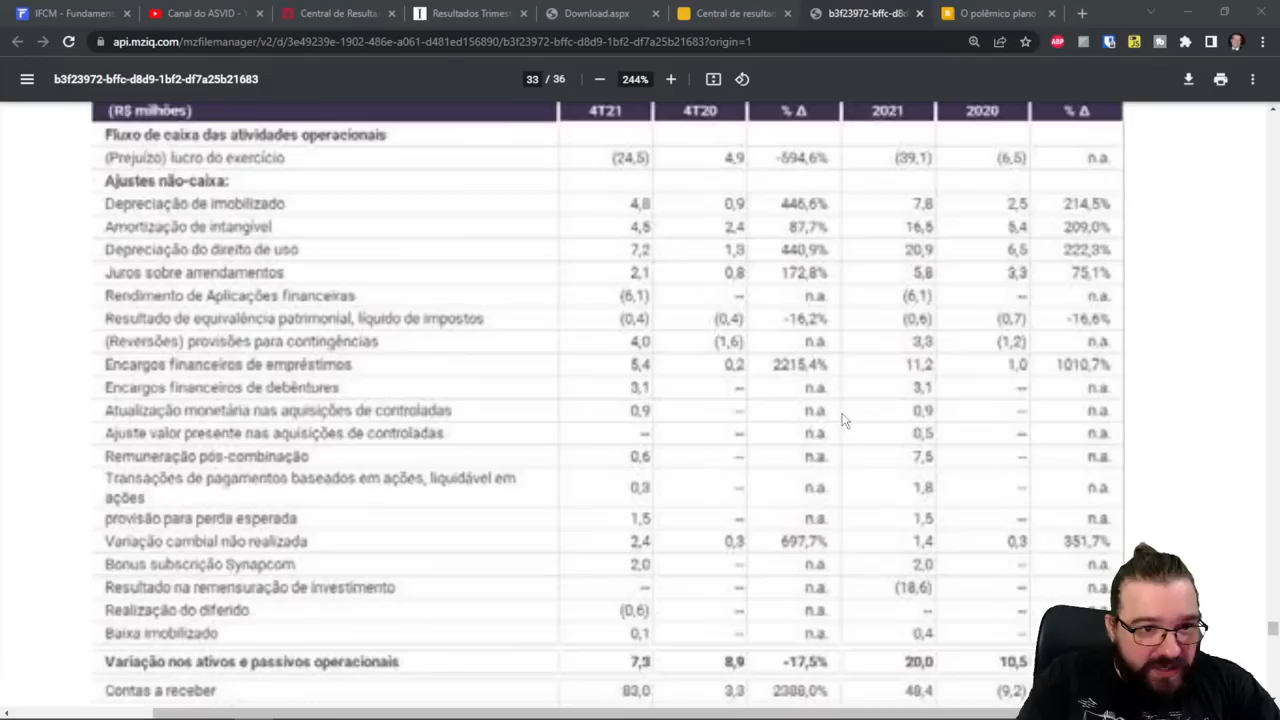 IFCM - Fundament
Canal do ASVID - V
Central de Resulta
Resultados Trimest
Download.aspx
Central de resultad
b3f23972-bffc-d8d9
O polêmico plano
api.mziq.com/mzfilemanager/v2/d/3e49239e-1902-486e-a061-d481ed156890/b3f23972-bffc-d8d9-1bf2-df7a25b21683?origin=1
b3f23972-bffc-d8d9-1bf2-df7a25b21683 33 / 36 244%
(R$ milhões) 4T21 4T20 % Δ 2021 2020 % Δ
Fluxo de caixa das atividades operacionais
(Prejuízo) lucro do exercício (24,5) 4,9 -594,6% (39,1) (6,5) n.a.
Ajustes não-caixa:
Depreciação de imobilizado 4,8 0,9 446,6% 7,8 2,5 214,5%
Amortização de intangível 4,5 2,4 87,7% 16,5 5,4 209,0%
Depreciação do direito de uso 7,2 1,3 440,9% 20,9 6,5 222,3%
Juros sobre arrendamentos 2,1 0,8 172,8% 5,8 3,3 75,1%
Rendimento de Aplicações financeiras (6,1) -- n.a. (6,1) -- n.a.
Resultado de equivalência patrimonial, líquido de impostos (0,4) (0,4) -16,2% (0,6) (0,7) -16,6%
(Reversões) provisões para contingências 4,0 (1,6) n.a. 3,3 (1,2) n.a.
Encargos financeiros de empréstimos 5,4 0,2 2215,4% 11,2 1,0 1010,7%
Encargos financeiros de debêntures 3,1 -- n.a. 3,1 -- n.a.
Atualização monetária nas aquisições de controladas 0,9 -- n.a. 0,9 -- n.a.
Ajuste valor presente nas aquisições de controladas -- -- n.a. 0,5 -- n.a.
Remuneração pós-combinação 0,6 -- n.a. 7,5 -- n.a.
Transações de pagamentos baseados em ações, liquidável em
ações 0,3 -- n.a. 1,8 -- n.a.
provisão para perda esperada 1,5 -- n.a. 1,5 -- n.a.
Variação cambial não realizada 2,4 0,3 697,7% 1,4 0,3 351,7%
Bonus subscrição Synapcom 2,0 -- n.a. 2,0 -- n.a.
Resultado na remensuração de investimento -- -- n.a. (18,6) -- n.a.
Realização do diferido (0,6) -- n.a. -- --
Baixa imobilizado 0,1 -- n.a. 0,4 --
Variação nos ativos e passivos operacionais 7,3 8,9 -17,5% 20,0 10,5
Contas a receber 83,0 3,3 2388,0% 48,4 (9,2)